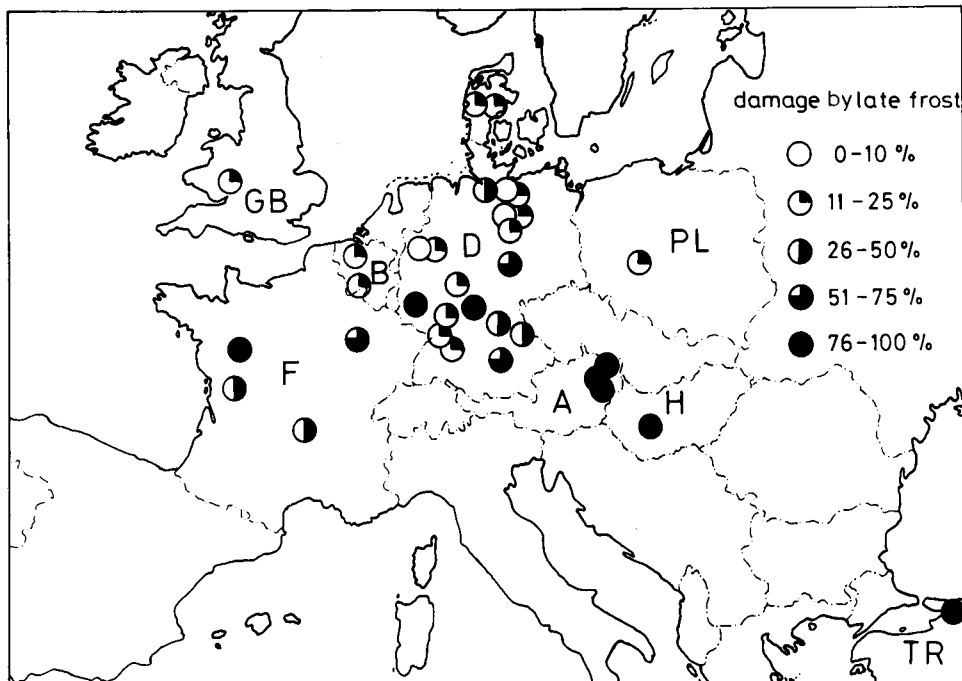 damage by late frost
0-10 %
11-25 %
26-50 %
51-75 %
76-100 %
GB
B
D
PL
F
A
H
TR